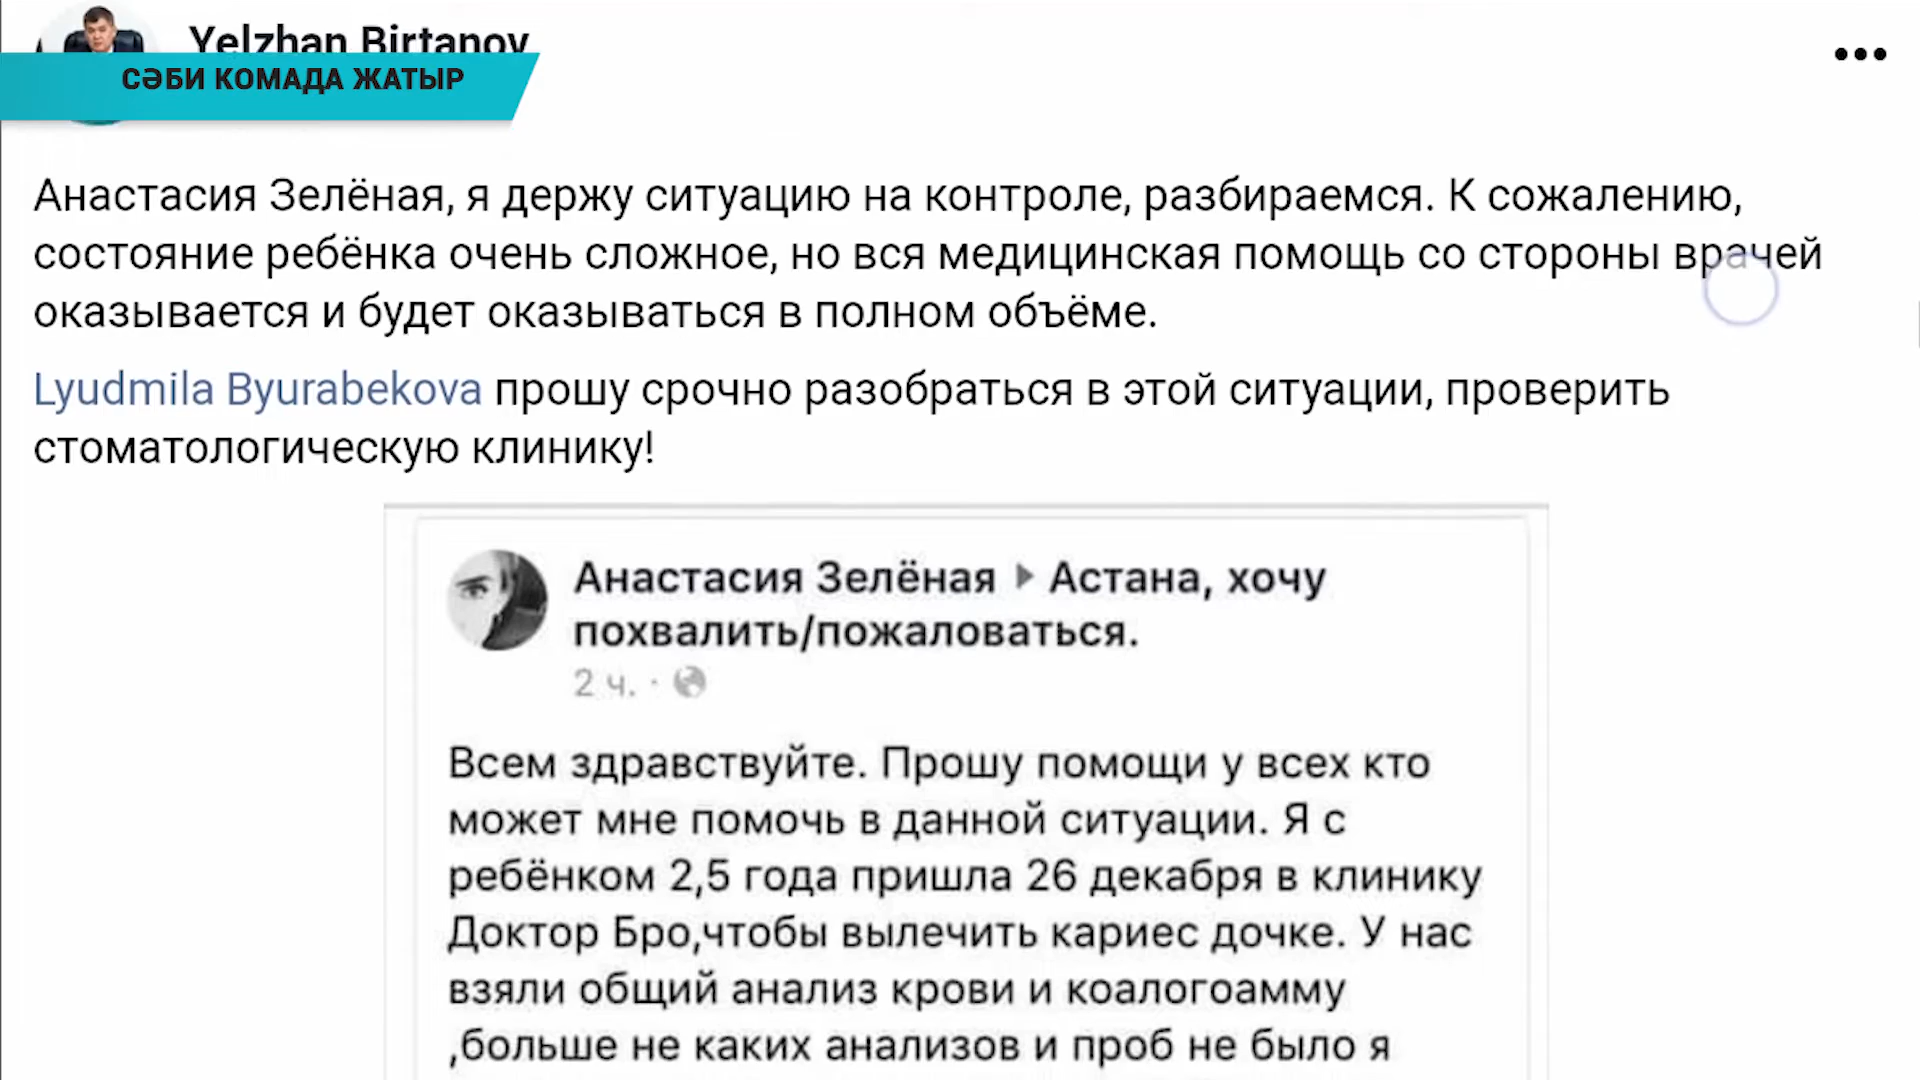 Yelzhan Birtanov
СӘБИ КОМАДА ЖАТЫР
Анастасия Зелёная, я держу ситуацию на контроле, разбираемся. К сожалению,
состояние ребёнка очень сложное, но вся медицинская помощь со стороны врачей
оказывается и будет оказываться в полном объёме.
Lyudmila Byurabekova прошу срочно разобраться в этой ситуации, проверить
стоматологическую клинику!
Анастасия Зелёная ▸ Астана, хочу
похвалить/пожаловаться.
2 ч. ·
Всем здравствуйте. Прошу помощи у всех кто
может мне помочь в данной ситуации. Я с
ребёнком 2,5 года пришла 26 декабря в клинику
Доктор Бро,чтобы вылечить кариес дочке. У нас
взяли общий анализ крови и коалогоамму
,больше не каких анализов и проб не было я